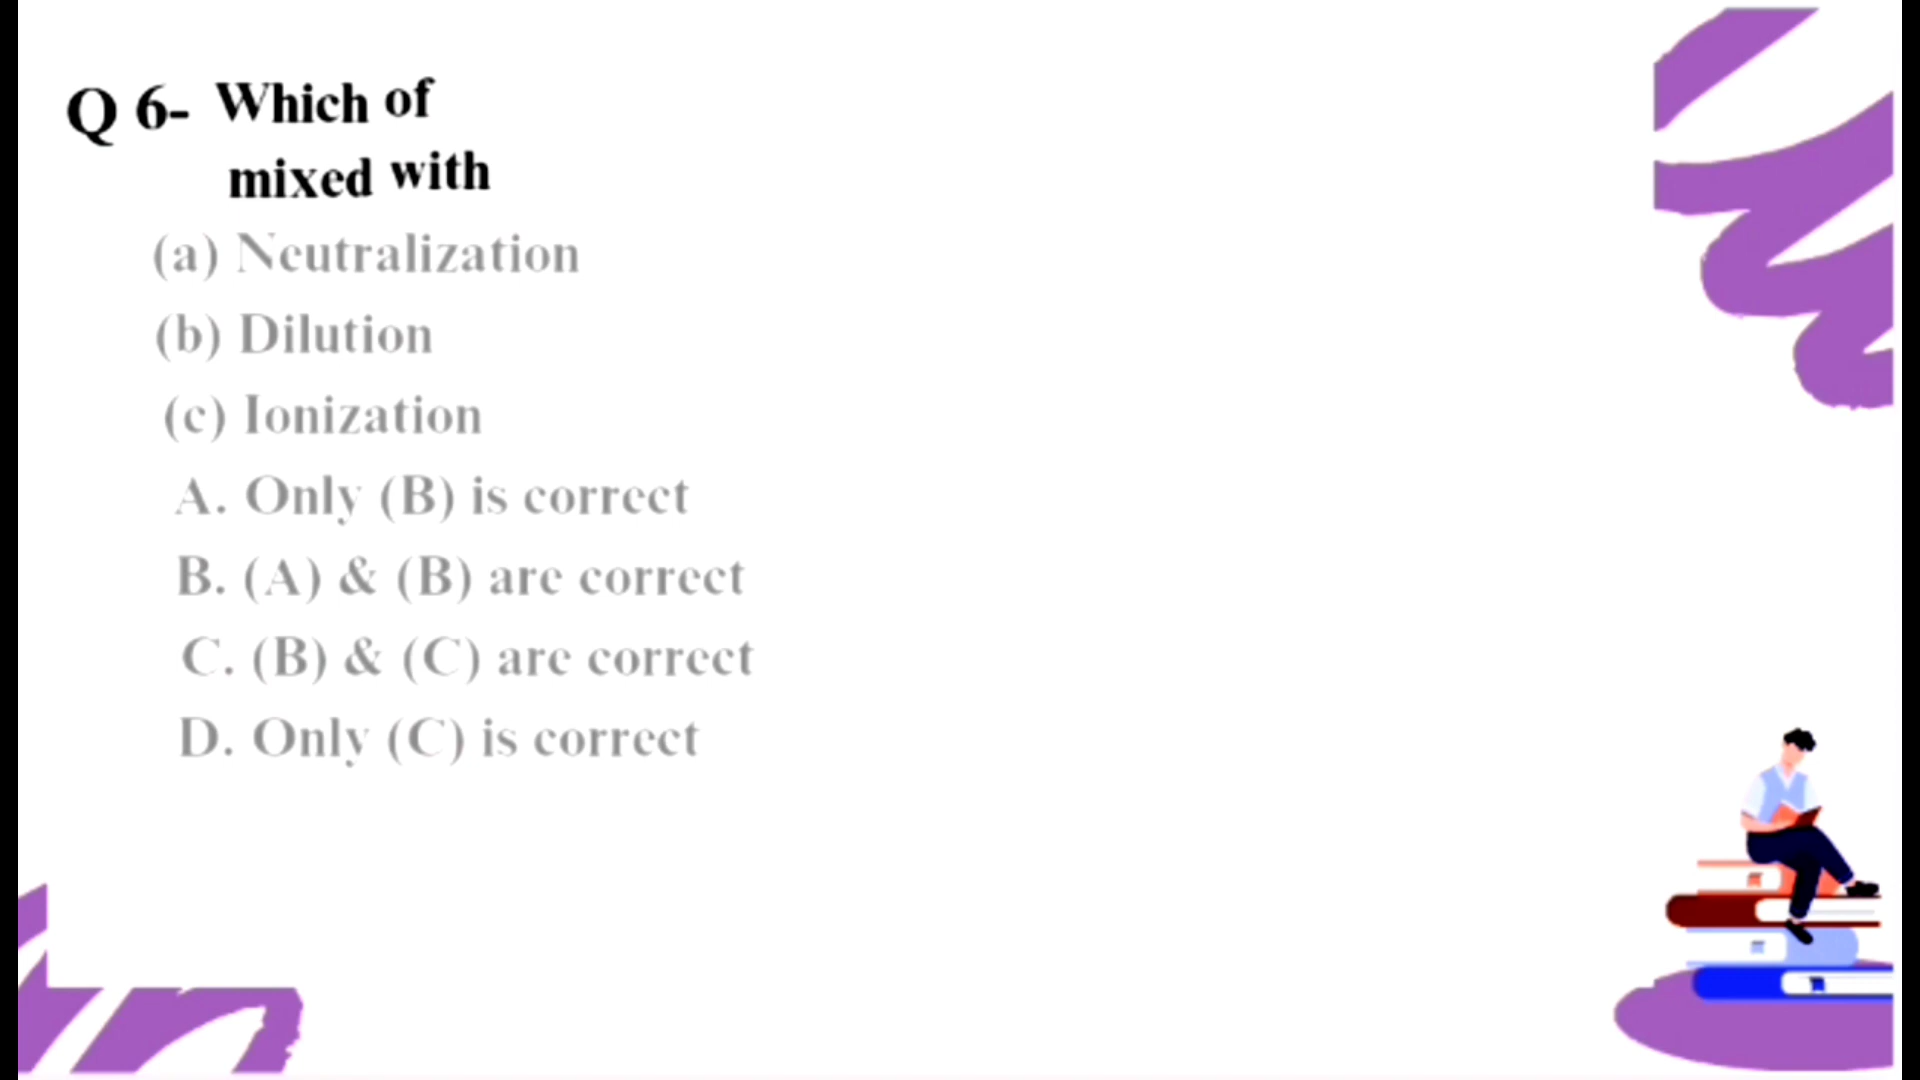 Q 6- Which of
mixed with
(a) Neutralization
(b) Dilution
(c) Ionization
A. Only (B) is correct
B. (A) & (B) are correct
C. (B) & (C) are correct
D. Only (C) is correct